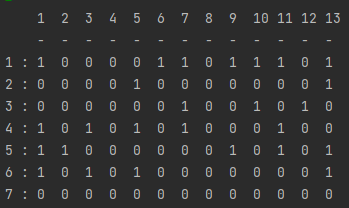 1 2 3 4 5 6 7 8 9 10 11 12 13
- - - - - - - - - - - - -
1 : 1 0 0 0 0 1 1 0 1 1 1 0 1
2 : 0 0 0 0 1 0 0 0 0 0 0 0 1
3 : 0 0 0 0 0 0 1 0 0 1 0 1 0
4 : 1 0 1 0 1 0 1 0 0 0 1 0 0
5 : 1 1 0 0 0 0 0 0 1 0 1 0 1
6 : 1 0 1 0 1 0 0 0 0 0 0 0 1
7 : 0 0 0 0 0 0 0 0 0 0 0 0 0